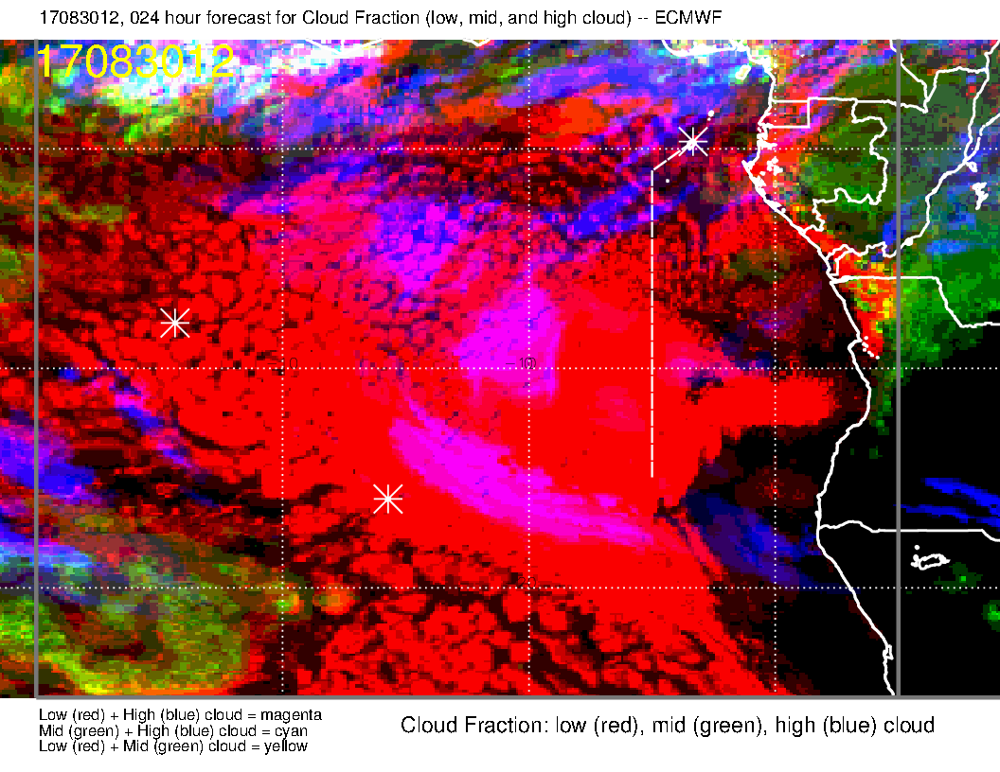 17083012, 024 hour forecast for Cloud Fraction (low, mid, and high cloud) -- ECMWF
17083012
Low (red) + High (blue) cloud = magenta
Mid (green) + High (blue) cloud = cyan
Low (red) + Mid (green) cloud = yellow
Cloud Fraction: low (red), mid (green), high (blue) cloud